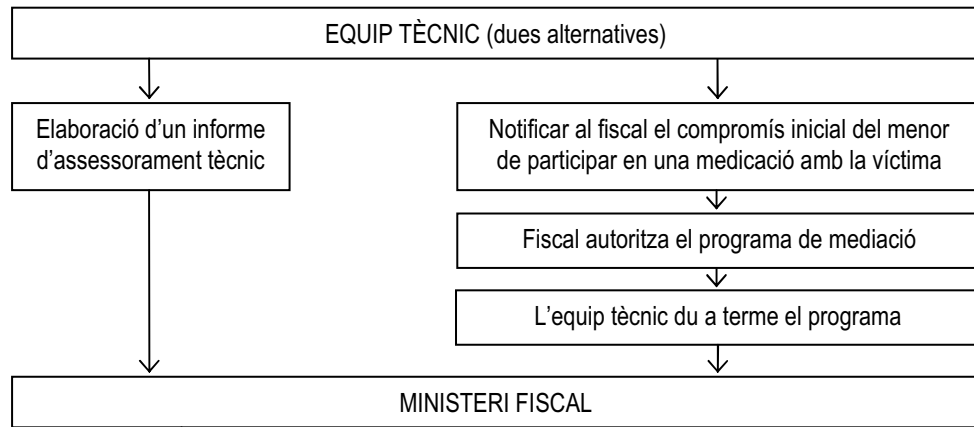 EQUIP TÈCNIC (dues alternatives)
Elaboració d’un informe
d’assessorament tècnic
Notificar al fiscal el compromís inicial del menor
de participar en una medicació amb la víctima
Fiscal autoritza el programa de mediació
L’equip tècnic du a terme el programa
MINISTERI FISCAL